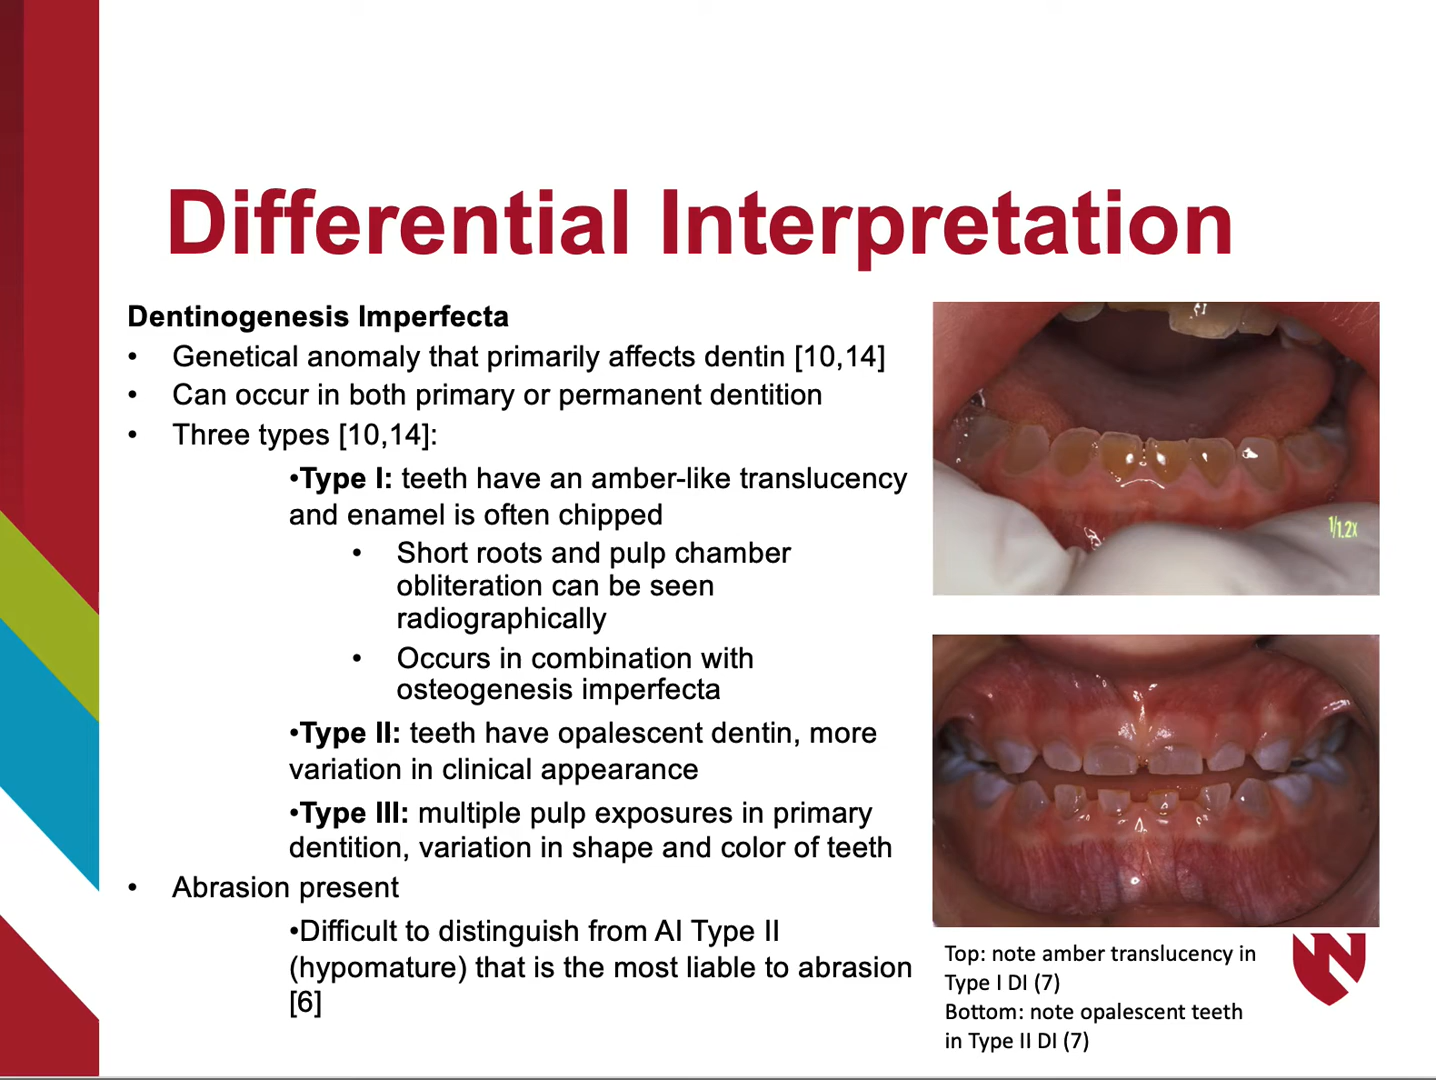 Differential Interpretation
Dentinogenesis Imperfecta
• Genetical anomaly that primarily affects dentin [10,14]
• Can occur in both primary or permanent dentition
• Three types [10,14]:
•Type I: teeth have an amber-like translucency
and enamel is often chipped
• Short roots and pulp chamber
obliteration can be seen
radiographically
• Occurs in combination with
osteogenesis imperfecta
•Type II: teeth have opalescent dentin, more
variation in clinical appearance
•Type III: multiple pulp exposures in primary
dentition, variation in shape and color of teeth
• Abrasion present
•Difficult to distinguish from AI Type II
(hypomature) that is the most liable to abrasion
[6]
1/1.2x
Top: note amber translucency in
Type I DI (7)
Bottom: note opalescent teeth
in Type II DI (7)
N